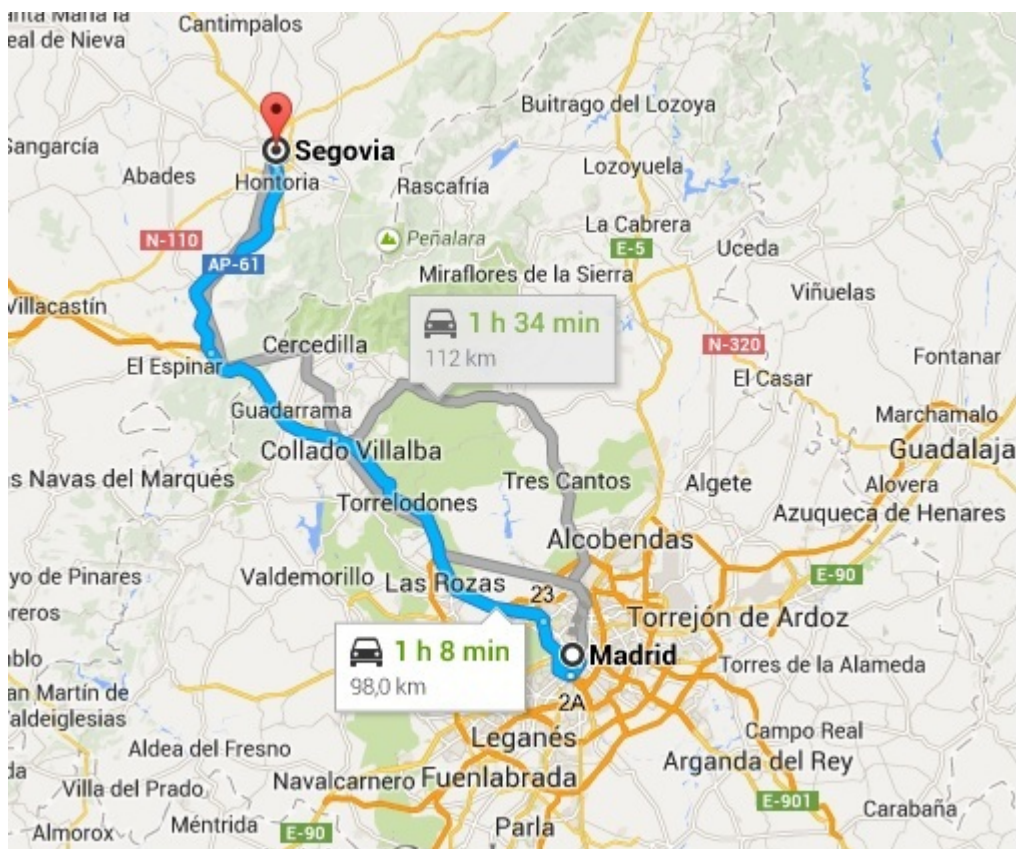 Cantimpalos
eal de Nieva
Buitrago del Lozoya
Sangarcía
Segovia
Lozoyuela
Abades
Hontoria
Rascafría
La Cabrera
N-110
Peñalara
E-5
Uceda
AP-61
Miraflores de la Sierra
Villacastín
Viñuelas
1 h 34 min
112 km
Cercedilla
N-320
El Espinar
Fontanar
El Casar
Guadarrama
Marchamalo
Collado Villalba
Guadalaja
s Navas del Marqués
Tres Cantos
Algete
Alovera
Torrelodones
Azuqueca de Henares
Alcobendas
yo de Pinares
Valdemorillo
Las Rozas
E-90
23
reros
Torrejón de Ardoz
1 h 8 min
98,0 km
Madrid
ablo
Torres de la Alameda
an Martín de
aldeiglesias
2A
Leganés
Campo Real
Aldea del Fresno
Arganda del Rey
da
Villa del Prado
Navalcarnero
Fuenlabrada
E-901
Carabaña
Almorox
Méntrida
E-90
Parla